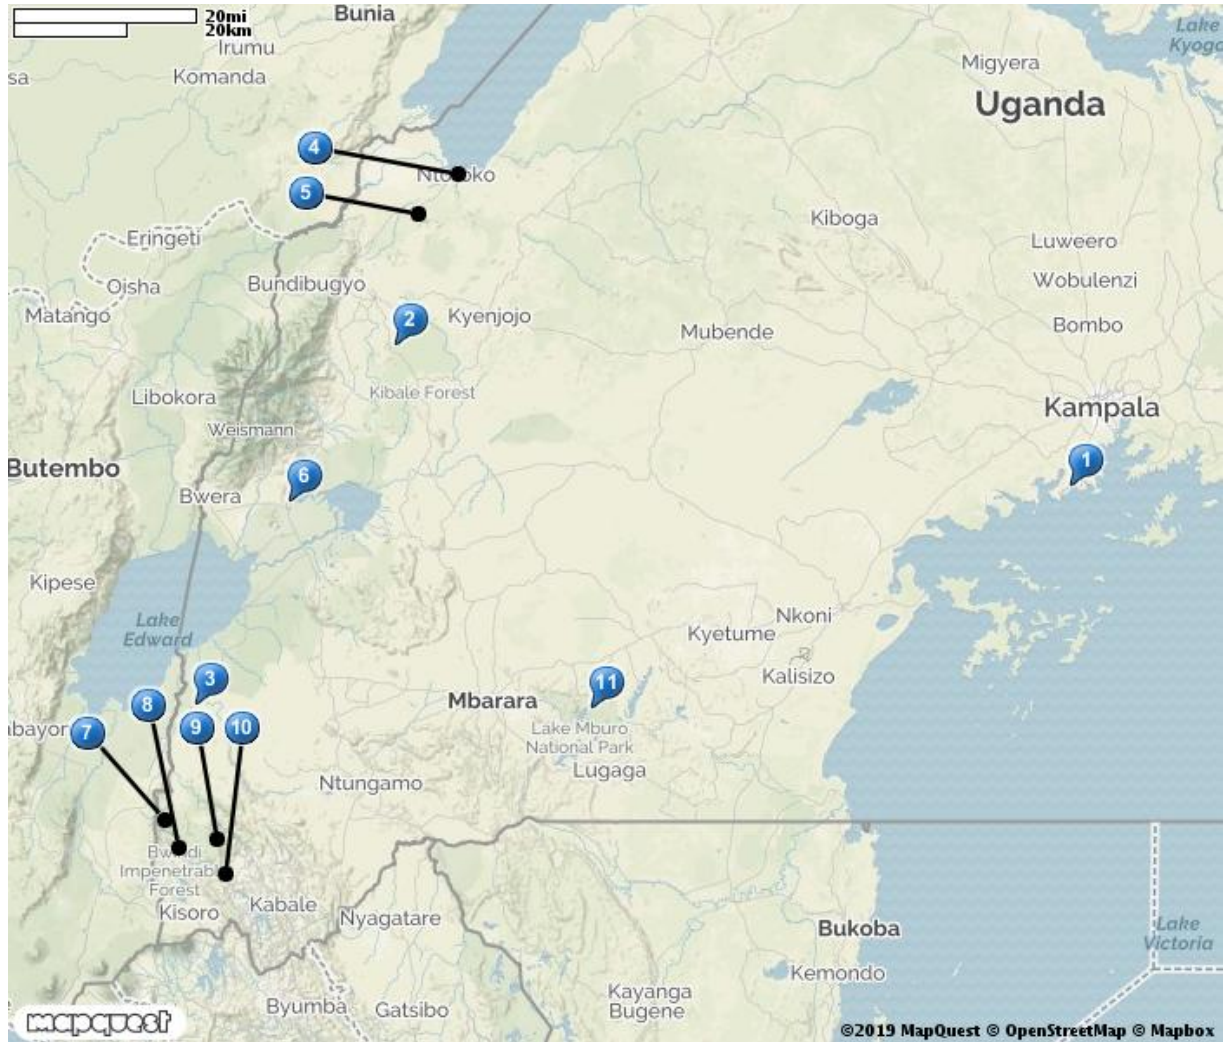 20mi
20km
Bunia
Irumu
Komanda
sa
Lake
Kyoga
Migyera
Uganda
4
5
Kiboga
Luweero
Wobulenzi
Bombo
Eringeti
Oisha
Bundibugyo
Matango
2
Kyenjojo
Mubende
Kibale Forest
Libokora
Weismann
Kampala
1
Butembo
6
Bwera
Kipese
Lake
Edward
Nkoni
Kyetume
Kalisizo
3
8
7
9
10
11
Mbarara
Lake Mburo
National Park
Lugaga
abayor
Ntungamo
Forest
Kisoro
Kabale
Nyagatare
Bukoba
Kemondo
Lake
Victoria
Kayanga
Bugene
Byumba
Gatsibo
mapquest
©2019 MapQuest © OpenStreetMap © Mapbox